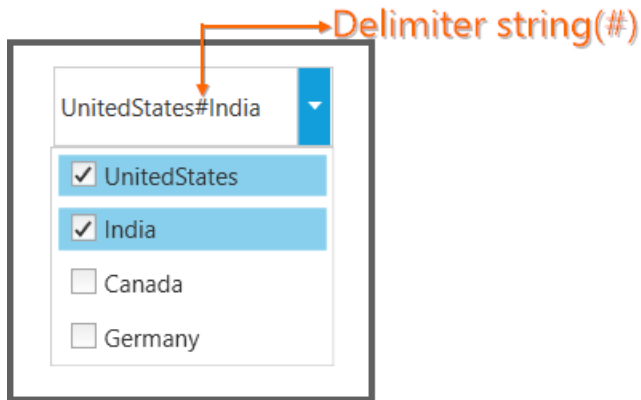 Delimiter string(#)
UnitedStates#India
UnitedStates
India
Canada
Germany